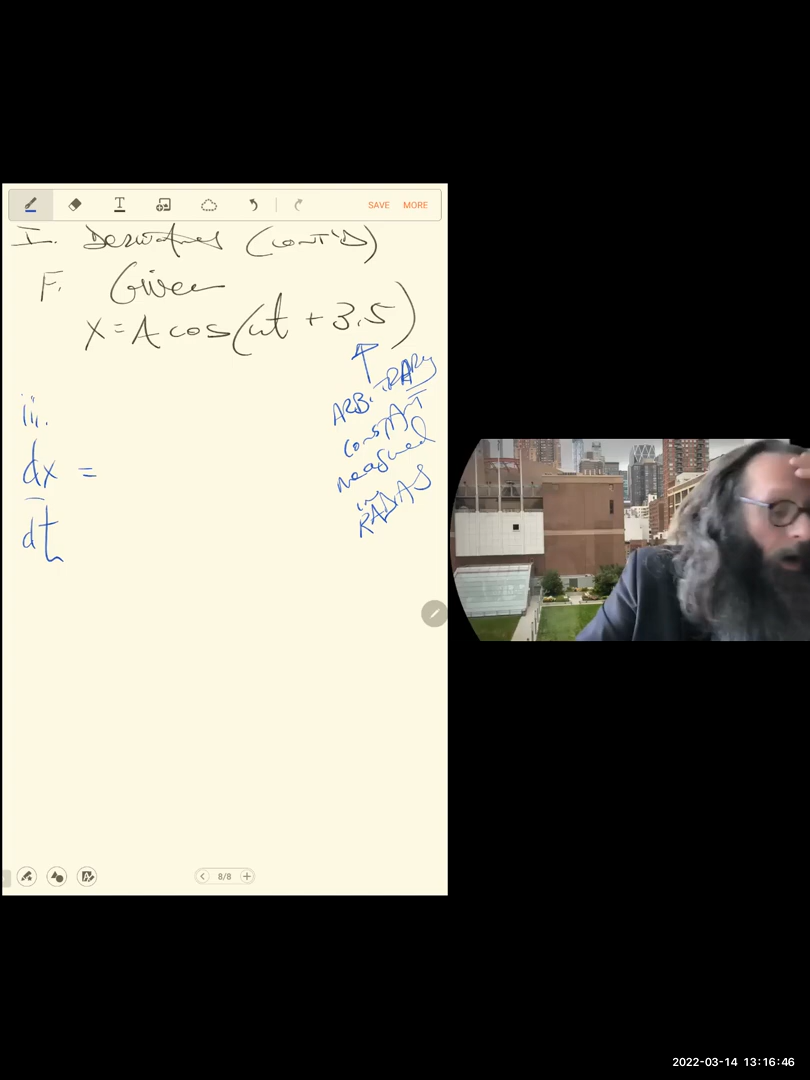 SAVE MORE
I. Derivatives (CONT'D)
F. Given
x = A cos(ωt + 3.5)
ARBITRARY
CONSTANT
measured
in
RADIANS
ii.
dx =
dt
8/8
2022-03-14 13:16:46